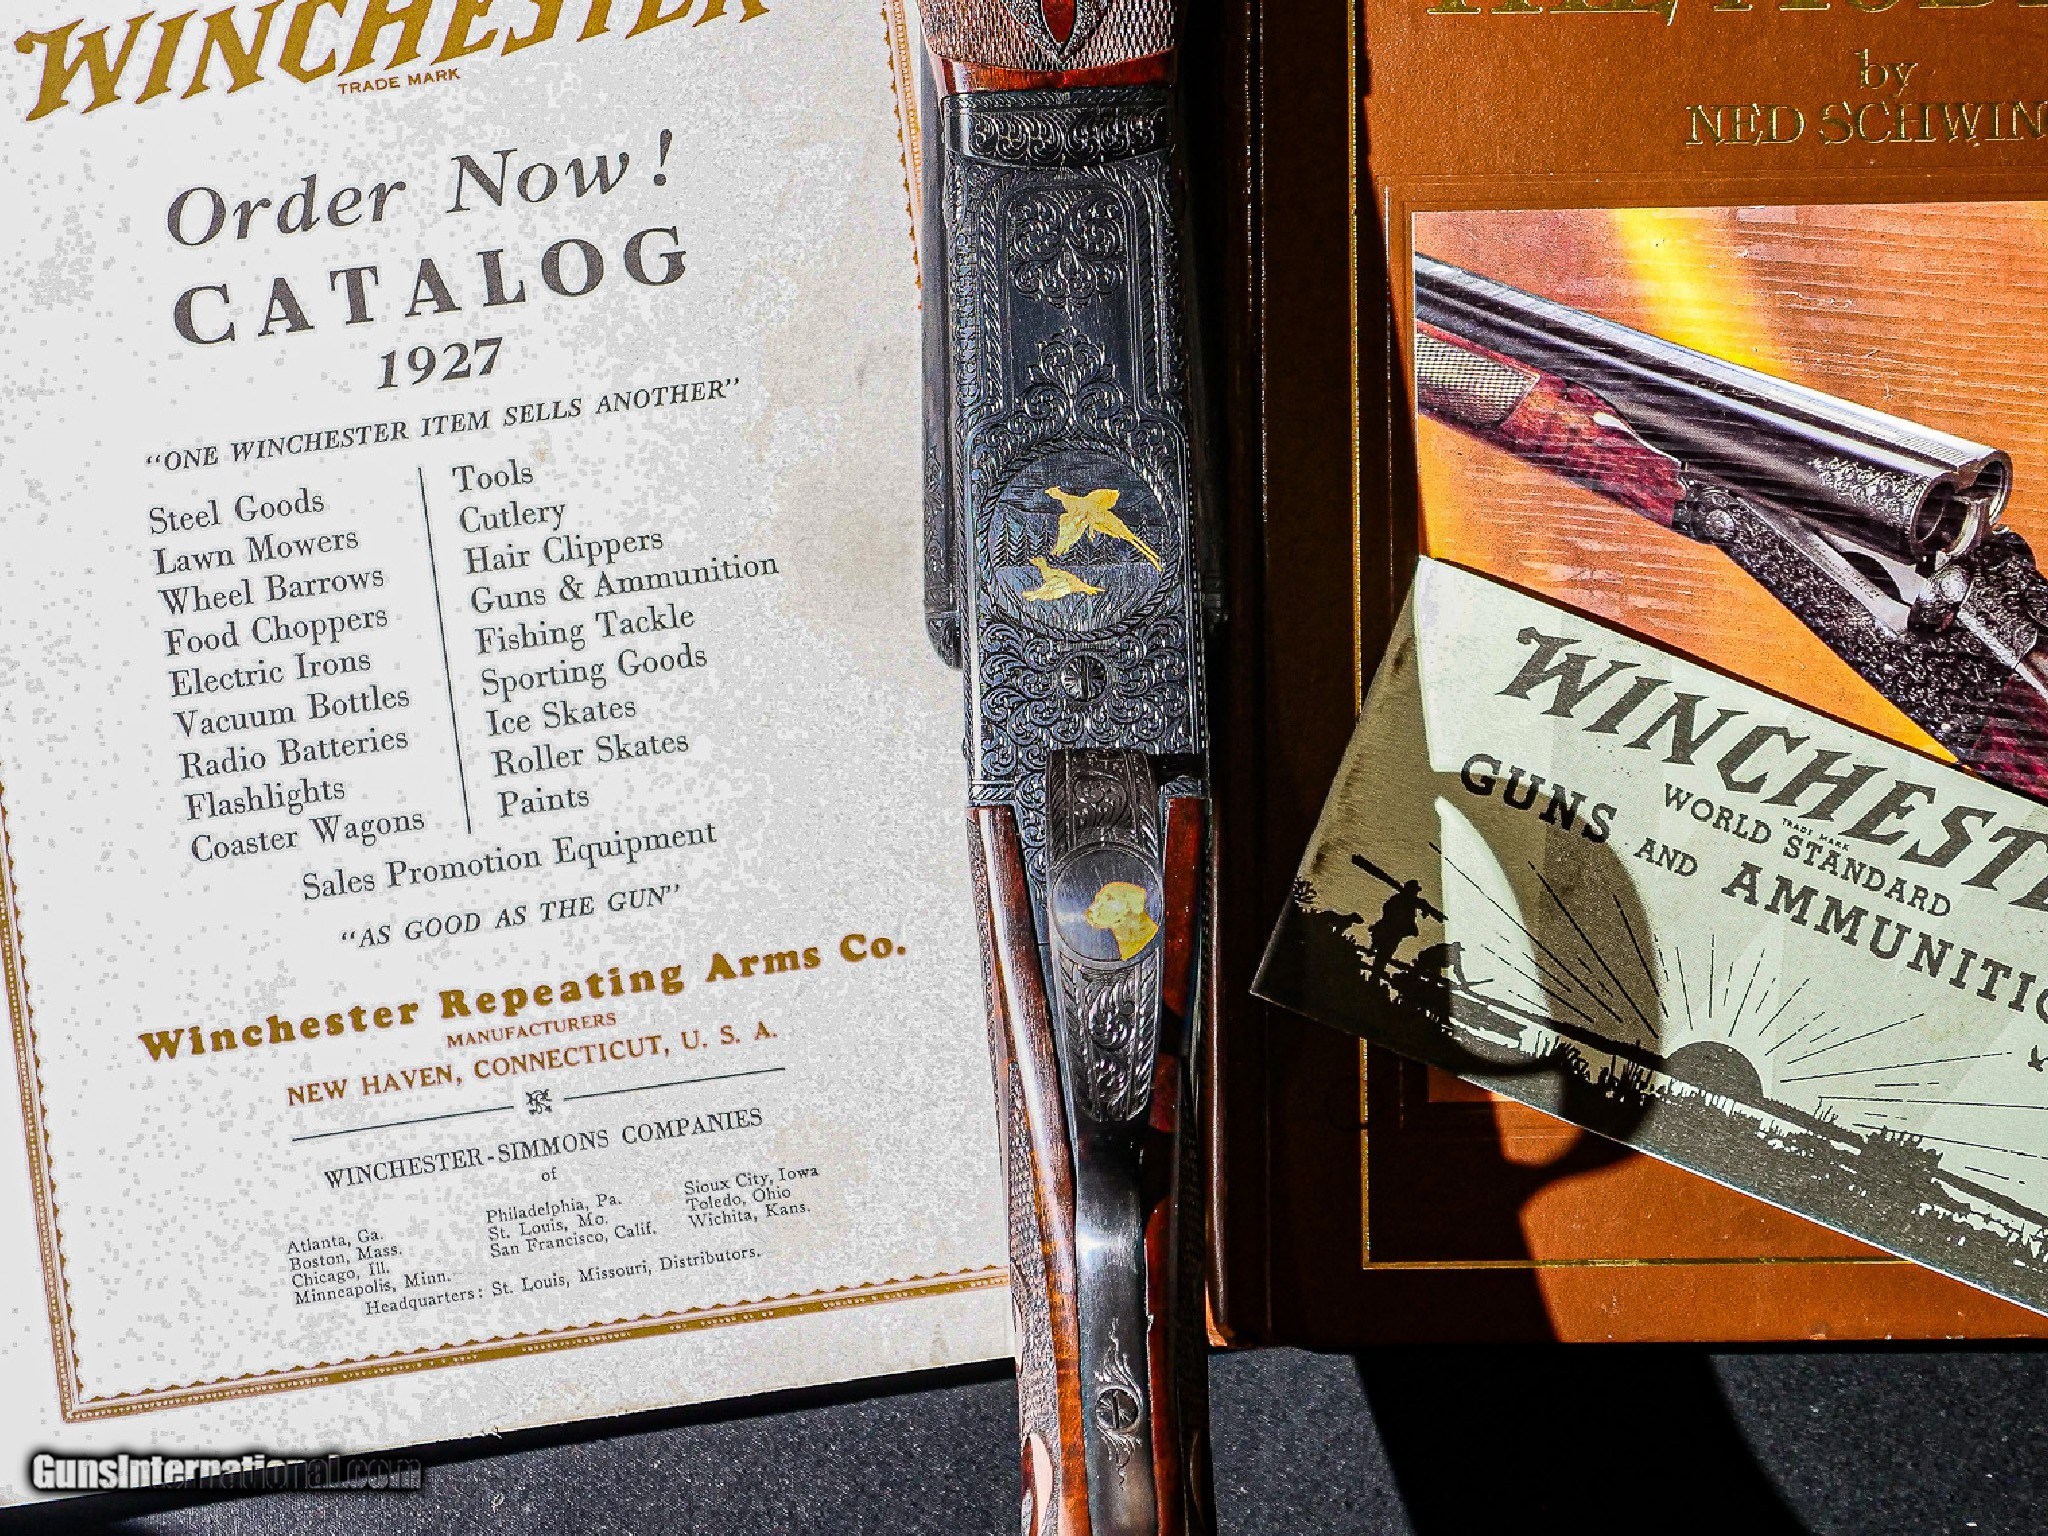 WINCHESTER
TRADE MARK
Order Now!
CATALOG
1927
"ONE WINCHESTER ITEM SELLS ANOTHER"
Steel Goods
Lawn Mowers
Wheel Barrows
Food Choppers
Electric Irons
Vacuum Bottles
Radio Batteries
Flashlights
Coaster Wagons
Tools
Cutlery
Hair Clippers
Guns & Ammunition
Fishing Tackle
Sporting Goods
Ice Skates
Roller Skates
Paints
Sales Promotion Equipment
"AS GOOD AS THE GUN"
Winchester Repeating Arms Co.
MANUFACTURERS
NEW HAVEN, CONNECTICUT, U. S. A.
WINCHESTER-SIMMONS COMPANIES
of
Atlanta, Ga.
Boston, Mass.
Chicago, Ill.
Minneapolis, Minn.
Philadelphia, Pa.
St. Louis, Mo.
San Francisco, Calif.
Sioux City, Iowa
Toledo, Ohio
Wichita, Kans.
Headquarters: St. Louis, Missouri, Distributors.
by
NED SCHWIN
WINCHESTE
TRADE MARK
WORLD STANDARD
GUNS AND AMMUNITIO
GunsInternational.com